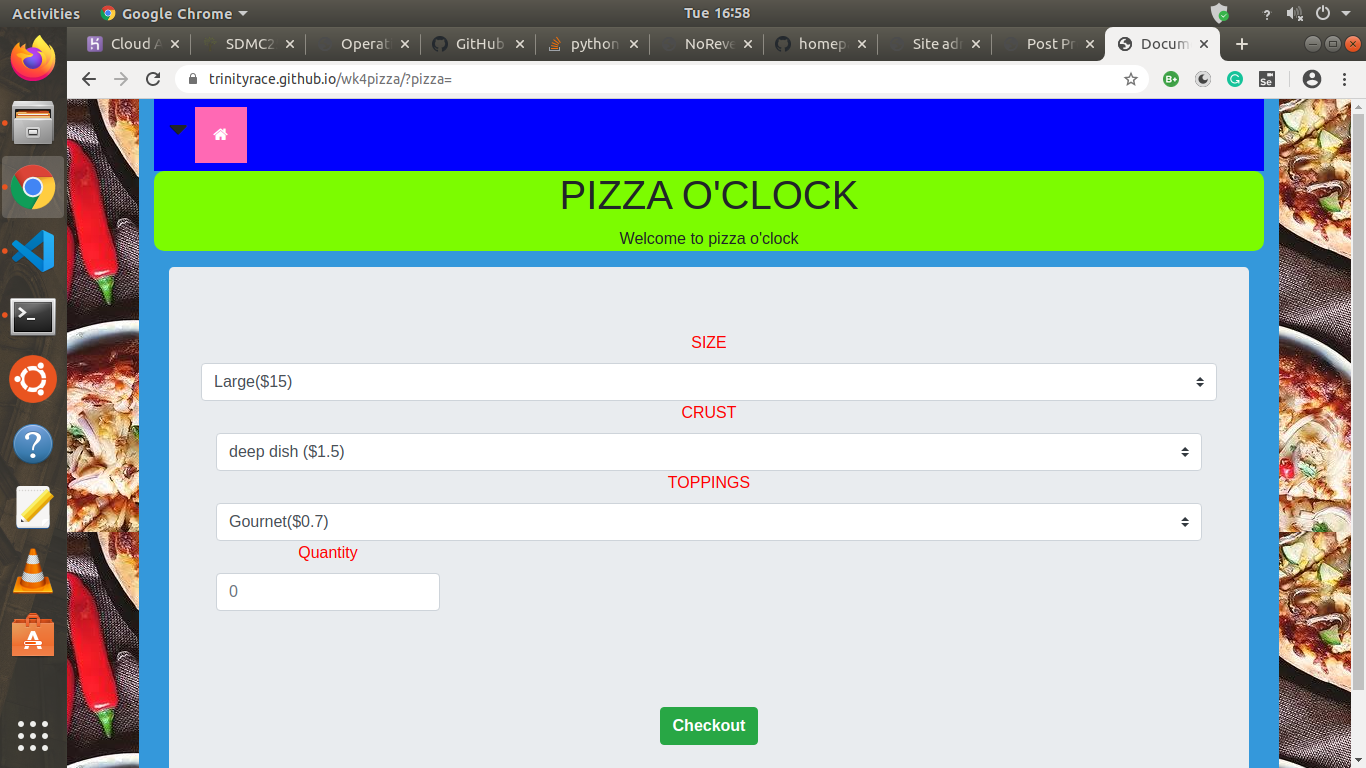 Activities
Google Chrome
Tue 16:58
?
Cloud A
SDMC2
Operat
GitHub
python
NoReve
homep
Site adm
Post Pr
Docum
trinityrace.github.io/wk4pizza/?pizza=
B+
G
Se
PIZZA O'CLOCK
Welcome to pizza o'clock
SIZE
Large($15)
CRUST
deep dish ($1.5)
TOPPINGS
Gournet($0.7)
Quantity
0
Checkout